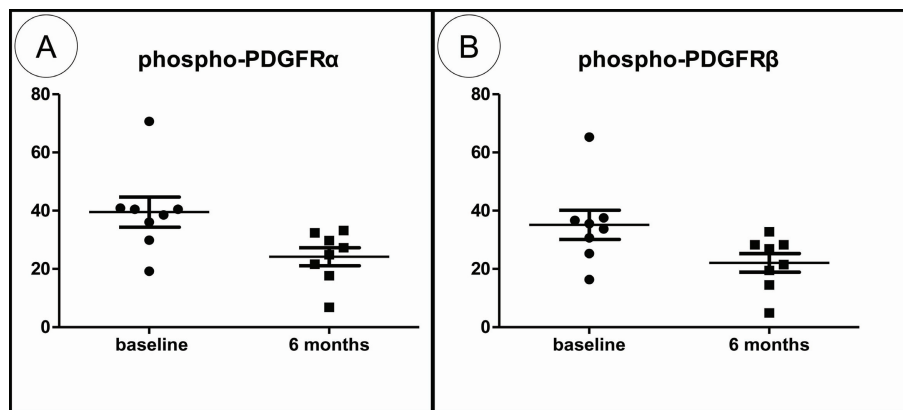 A
phospho-PDGFRα
80
60
40
20
0
baseline 6 months
B
phospho-PDGFRβ
80
60
40
20
0
baseline 6 months